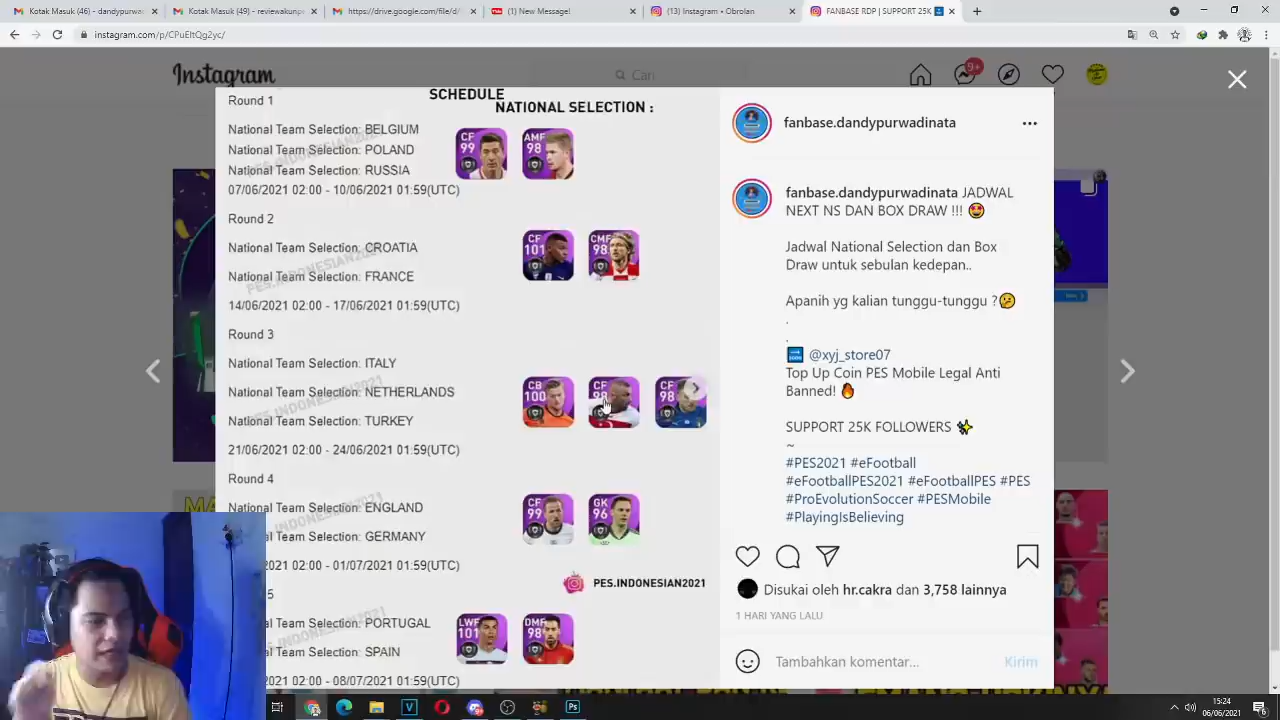 Kotak Masuk (46) - dandypurwin
Kotak Masuk (4) - reviewakunp
https://drive.google.com/file/d
(1) New Message!
(13) Instagram • Obrolan
FANBASE RDP | SUPPORT 25K
instagram.com/p/CPuEltQg2yc/
Instagram
Cari
9+
SCHEDULE
NATIONAL SELECTION :
Round 1
National Team Selection: BELGIUM
National Team Selection: POLAND
National Team Selection: RUSSIA
07/06/2021 02:00 - 10/06/2021 01:59(UTC)
CF
99
AMF
98
Round 2
National Team Selection: CROATIA
National Team Selection: FRANCE
14/06/2021 02:00 - 17/06/2021 01:59(UTC)
CF
101
CMF
98
Round 3
National Team Selection: ITALY
National Team Selection: NETHERLANDS
National Team Selection: TURKEY
21/06/2021 02:00 - 24/06/2021 01:59(UTC)
CB
100
CF
98
CF
98
Round 4
National Team Selection: ENGLAND
National Team Selection: GERMANY
02:00 - 01/07/2021 01:59(UTC)
CF
99
GK
96
PES.INDONESIAN2021
5
Team Selection: PORTUGAL
Team Selection: SPAIN
02:00 - 08/07/2021 01:59(UTC)
LWF
101
DMF
98
fanbase.dandypurwadinata
fanbase.dandypurwadinata JADWAL
NEXT NS DAN BOX DRAW !!! 🤩
Jadwal National Selection dan Box
Draw untuk sebulan kedepan..
Apanih yg kalian tunggu-tunggu ?🤔
.
.
🔜 @xyj_store07
Top Up Coin PES Mobile Legal Anti
Banned! 🔥
SUPPORT 25K FOLLOWERS ✨
~
#PES2021 #eFootball
#eFootballPES2021 #eFootballPES #PES
#ProEvolutionSoccer #PESMobile
#PlayingIsBelieving
Disukai oleh hr.cakra dan 3,758 lainnya
1 HARI YANG LALU
Tambahkan komentar...
Kirim
15:24
06/06/2021